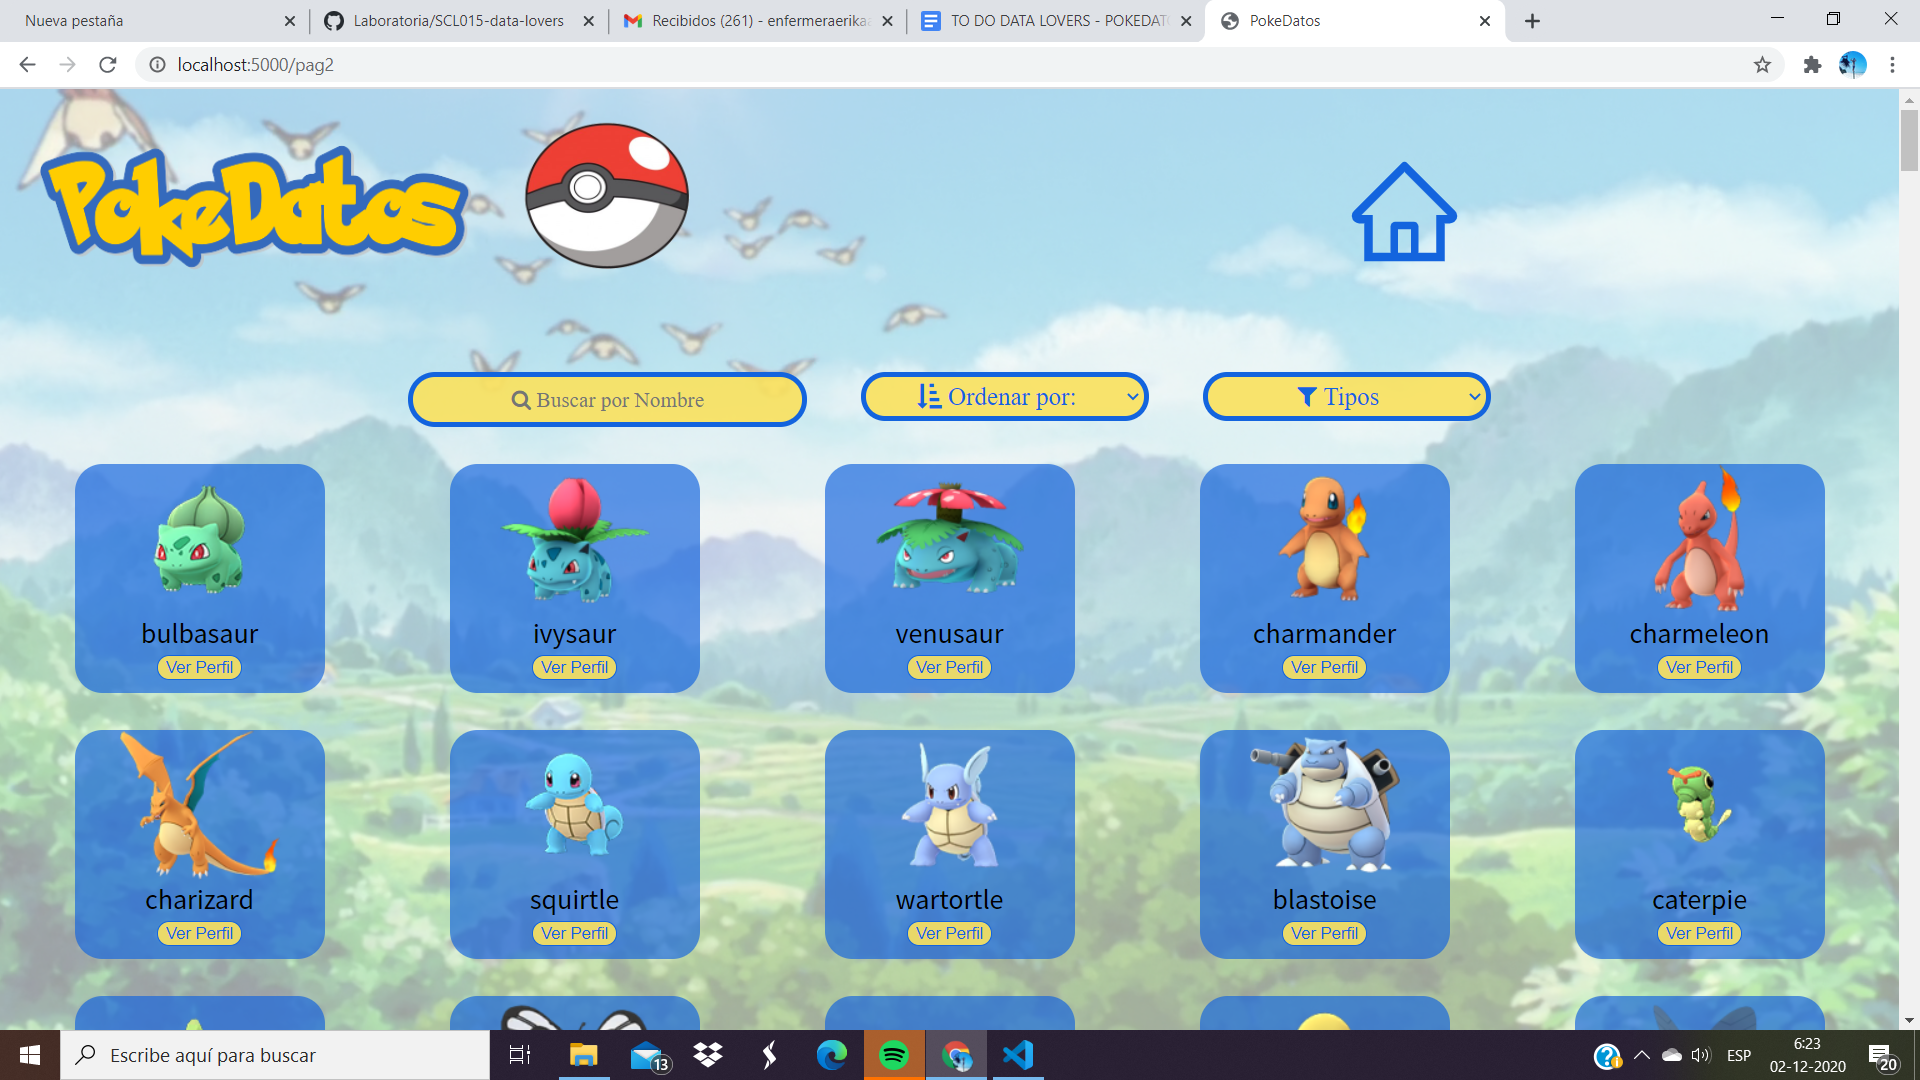 Nueva pestaña
Laboratoria/SCL015-data-lovers
Recibidos (261) - enfermeraerika
TO DO DATA LOVERS - POKEDAT
PokeDatos
localhost:5000/pag2
PokeDatos
Buscar por Nombre
Ordenar por:
Tipos
bulbasaur
Ver Perfil
ivysaur
Ver Perfil
venusaur
Ver Perfil
charmander
Ver Perfil
charmeleon
Ver Perfil
charizard
Ver Perfil
squirtle
Ver Perfil
wartortle
Ver Perfil
blastoise
Ver Perfil
caterpie
Ver Perfil
Escribe aquí para buscar
13
ESP
6:23
02-12-2020
20